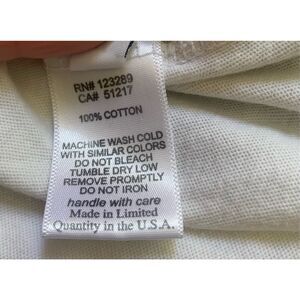 RN# 123289
CA# 51217
100% COTTON
MACHINE WASH COLD
WITH SIMILAR COLORS
DO NOT BLEACH
TUMBLE DRY LOW
REMOVE PROMPTLY
DO NOT IRON
handle with care
Made in Limited
Quantity in the U.S.A.